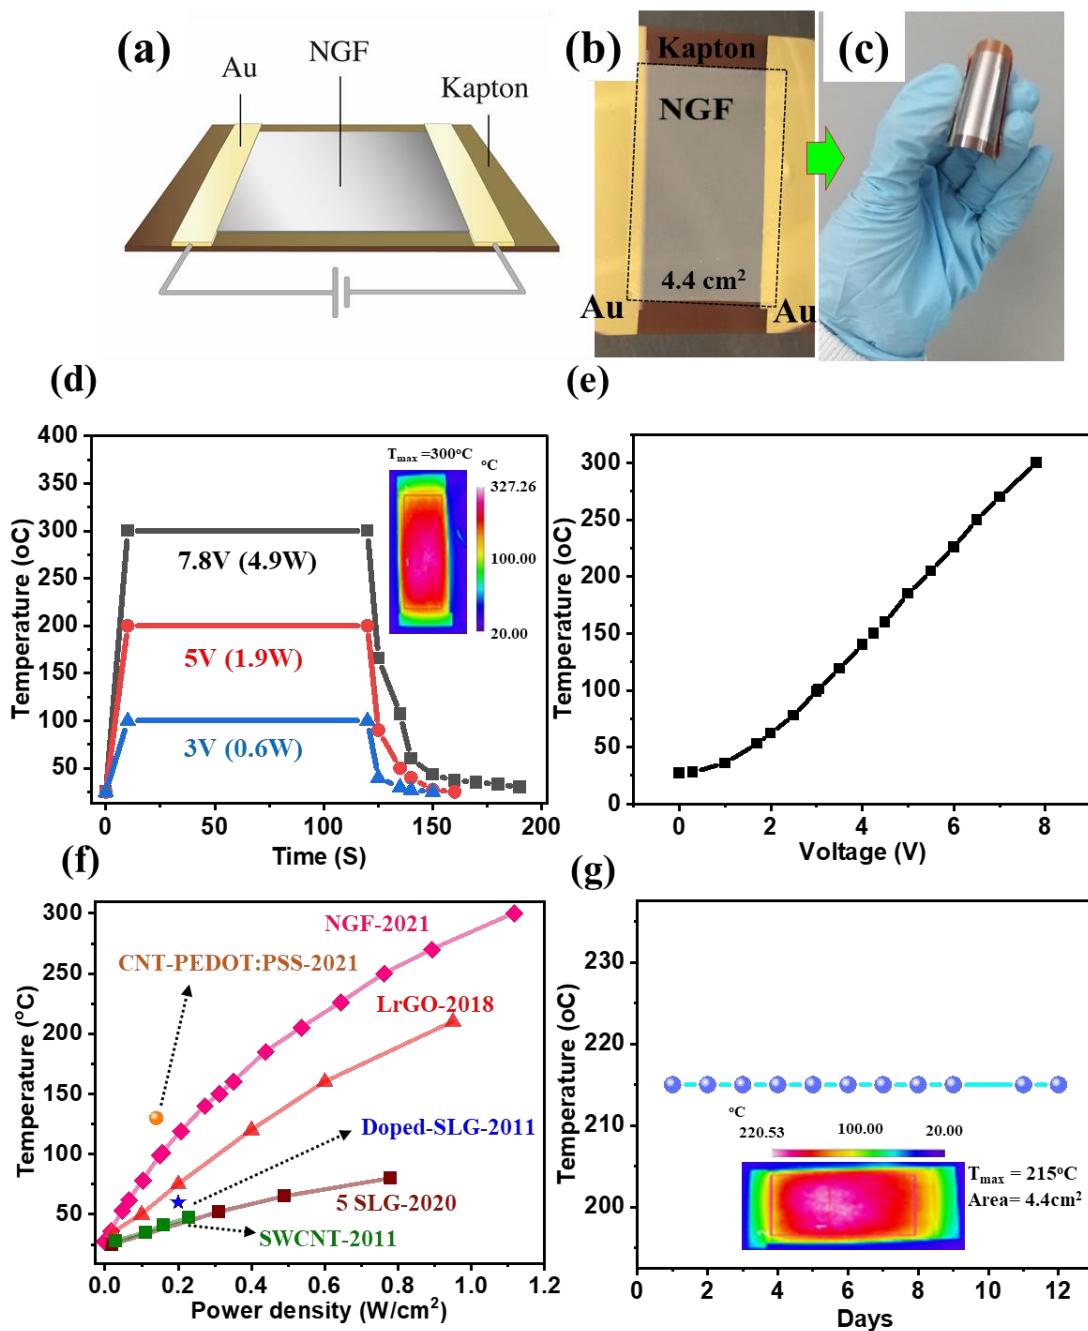 (a)
NGF
Au
Kapton
(b)
Kapton
NGF
4.4 cm²
Au
Au
(c)
(d)
400
350
300
250
200
150
100
50
0
50
100
150
200
Temperature (oC)
Time (S)
7.8V (4.9W)
5V (1.9W)
3V (0.6W)
Tmax =300°C
°C
327.26
100.00
20.00
(e)
300
250
200
150
100
50
0
0
2
4
6
8
Temperature (oC)
Voltage (V)
(f)
300
250
200
150
100
50
0.0
0.2
0.4
0.6
0.8
1.0
1.2
Temperature (°C)
Power density (W/cm²)
NGF-2021
CNT-PEDOT:PSS-2021
LrGO-2018
Doped-SLG-2011
5 SLG-2020
SWCNT-2011
(g)
230
220
210
200
0
2
4
6
8
10
12
Temperature (oC)
Days
°C
220.53
100.00
20.00
Tmax = 215°C
Area= 4.4cm²